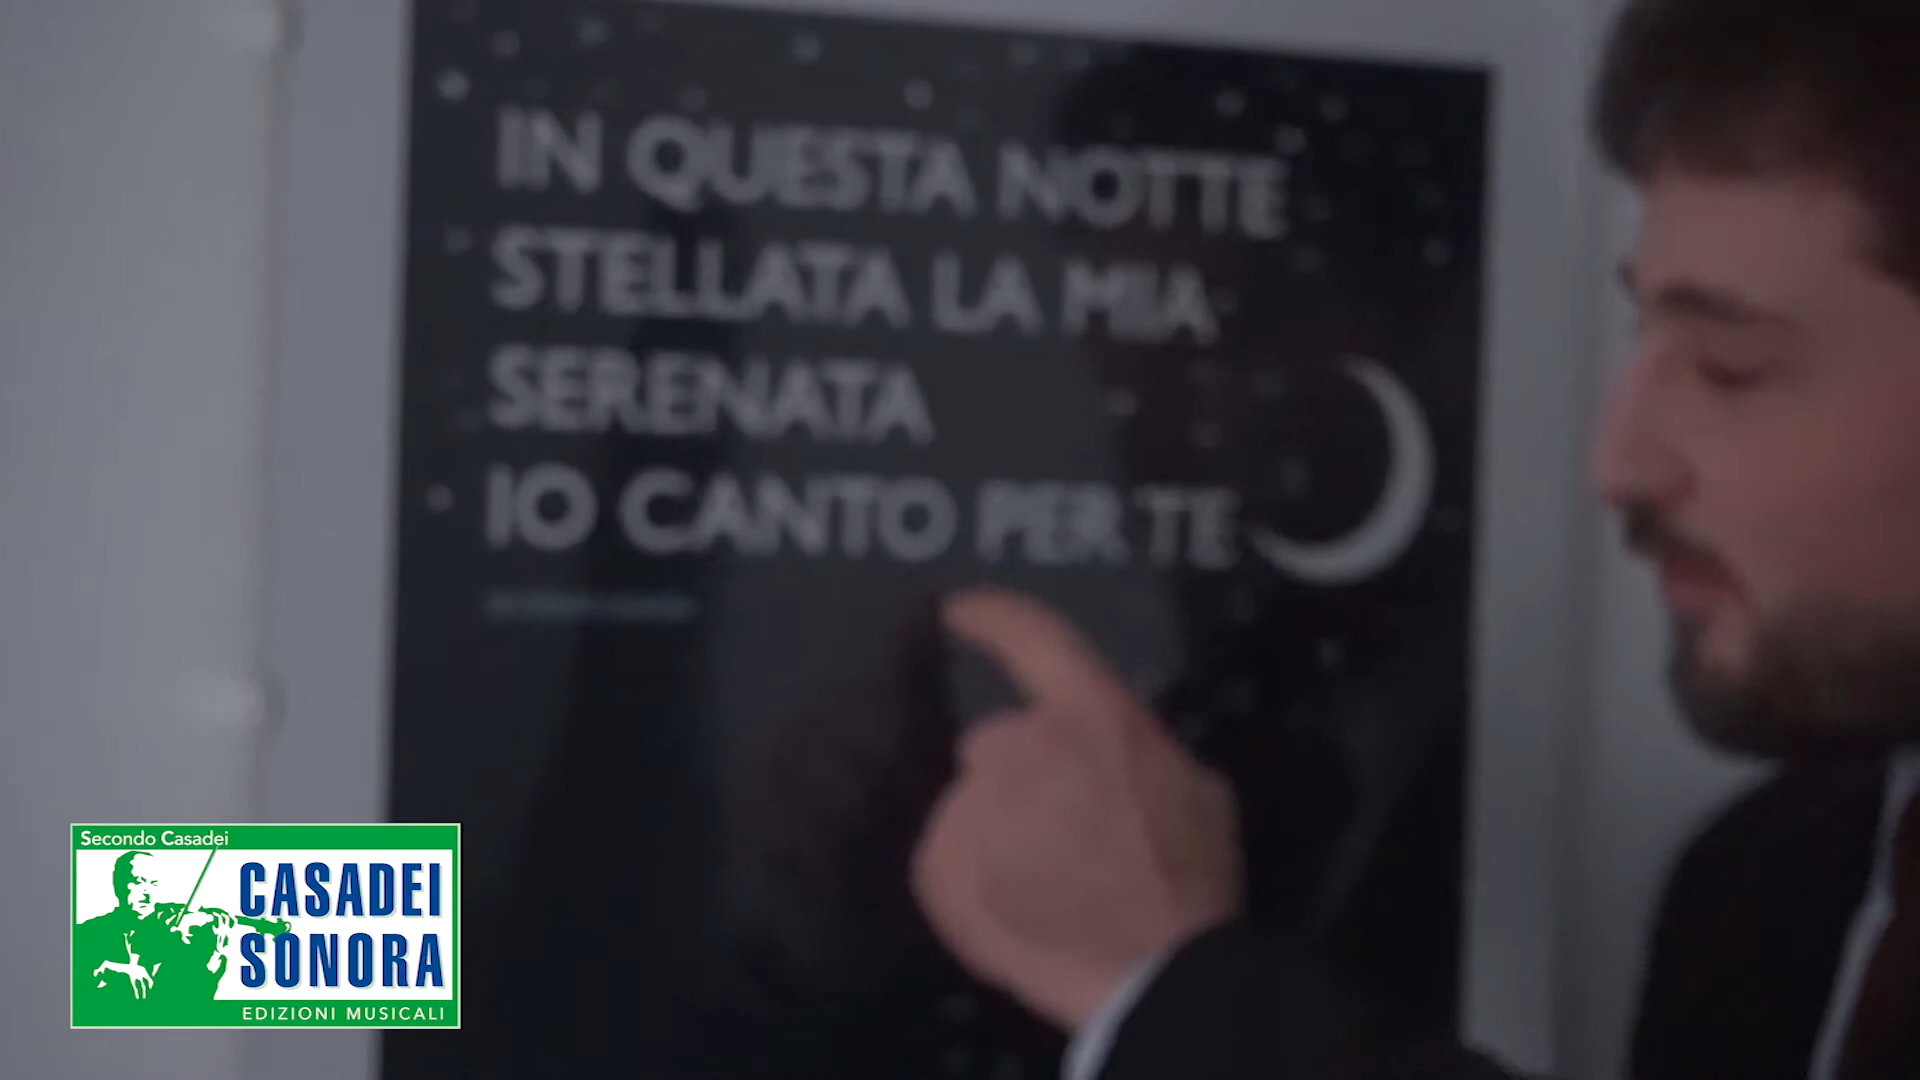 IN QUESTA NOTTE
STELLATA LA MIA
SERENATA
IO CANTO PER TE
Secondo Casadei
CASADEI
SONORA
EDIZIONI MUSICALI